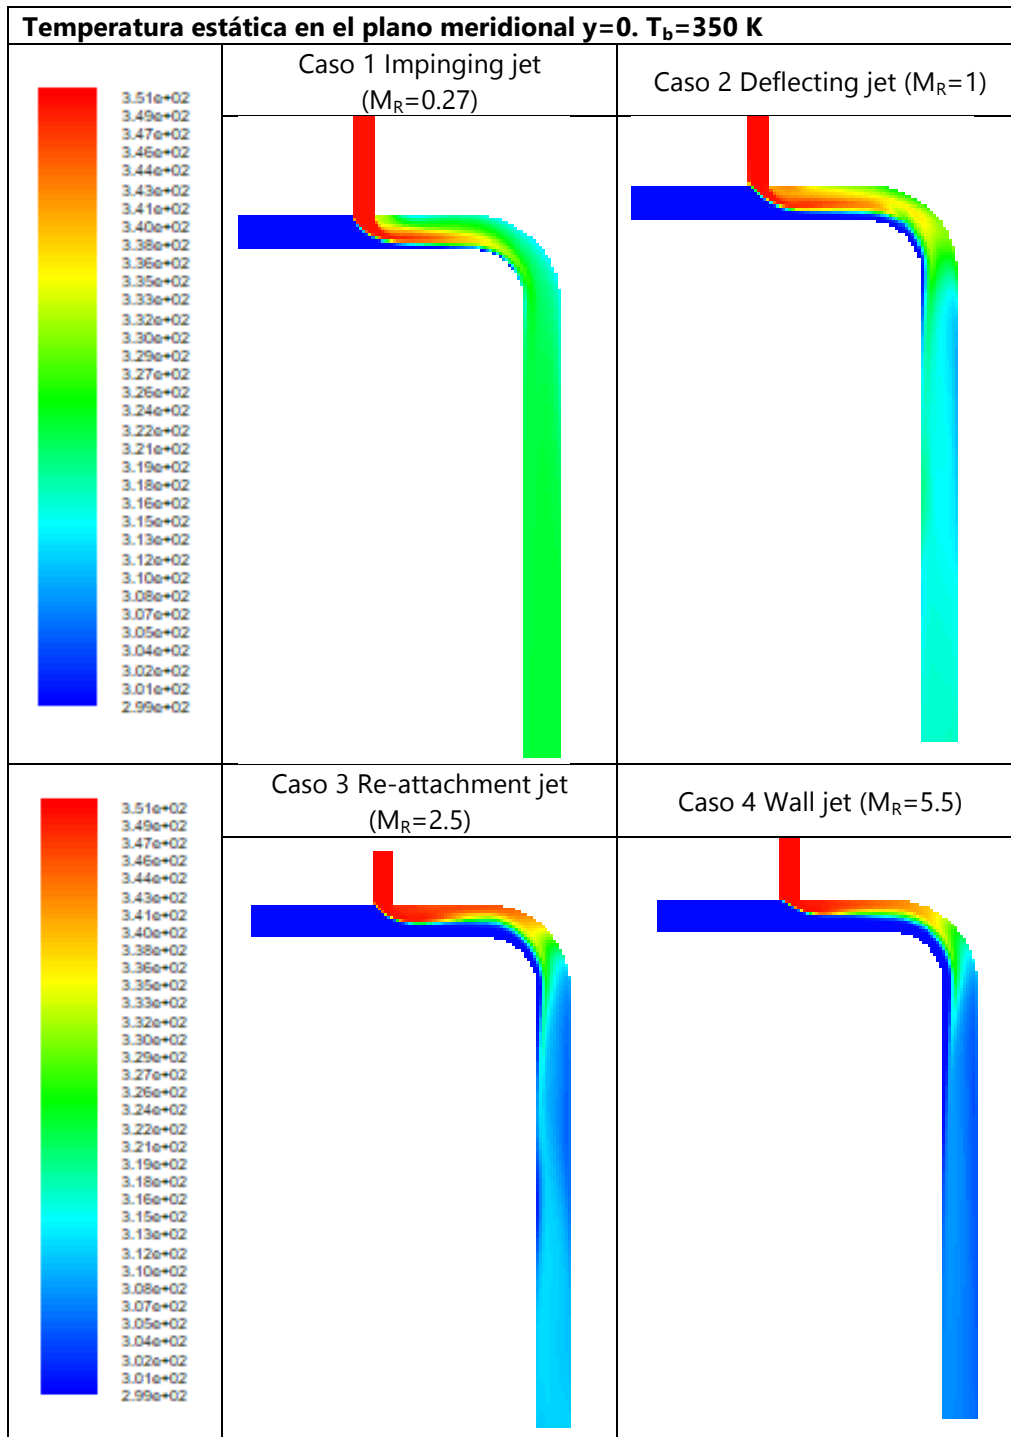 Temperatura estática en el plano meridional y=0. Tb=350 K
Caso 1 Impinging jet
(MR=0.27)
Caso 2 Deflecting jet (MR=1)
3.51e+02
3.49e+02
3.47e+02
3.46e+02
3.44e+02
3.43e+02
3.41e+02
3.40e+02
3.38e+02
3.36e+02
3.35e+02
3.33e+02
3.32e+02
3.30e+02
3.29e+02
3.27e+02
3.26e+02
3.24e+02
3.22e+02
3.21e+02
3.19e+02
3.18e+02
3.16e+02
3.15e+02
3.13e+02
3.12e+02
3.10e+02
3.08e+02
3.07e+02
3.05e+02
3.04e+02
3.02e+02
3.01e+02
2.99e+02
Caso 3 Re-attachment jet
(MR=2.5)
Caso 4 Wall jet (MR=5.5)
3.51e+02
3.49e+02
3.47e+02
3.46e+02
3.44e+02
3.43e+02
3.41e+02
3.40e+02
3.38e+02
3.36e+02
3.35e+02
3.33e+02
3.32e+02
3.30e+02
3.29e+02
3.27e+02
3.26e+02
3.24e+02
3.22e+02
3.21e+02
3.19e+02
3.18e+02
3.16e+02
3.15e+02
3.13e+02
3.12e+02
3.10e+02
3.08e+02
3.07e+02
3.05e+02
3.04e+02
3.02e+02
3.01e+02
2.99e+02